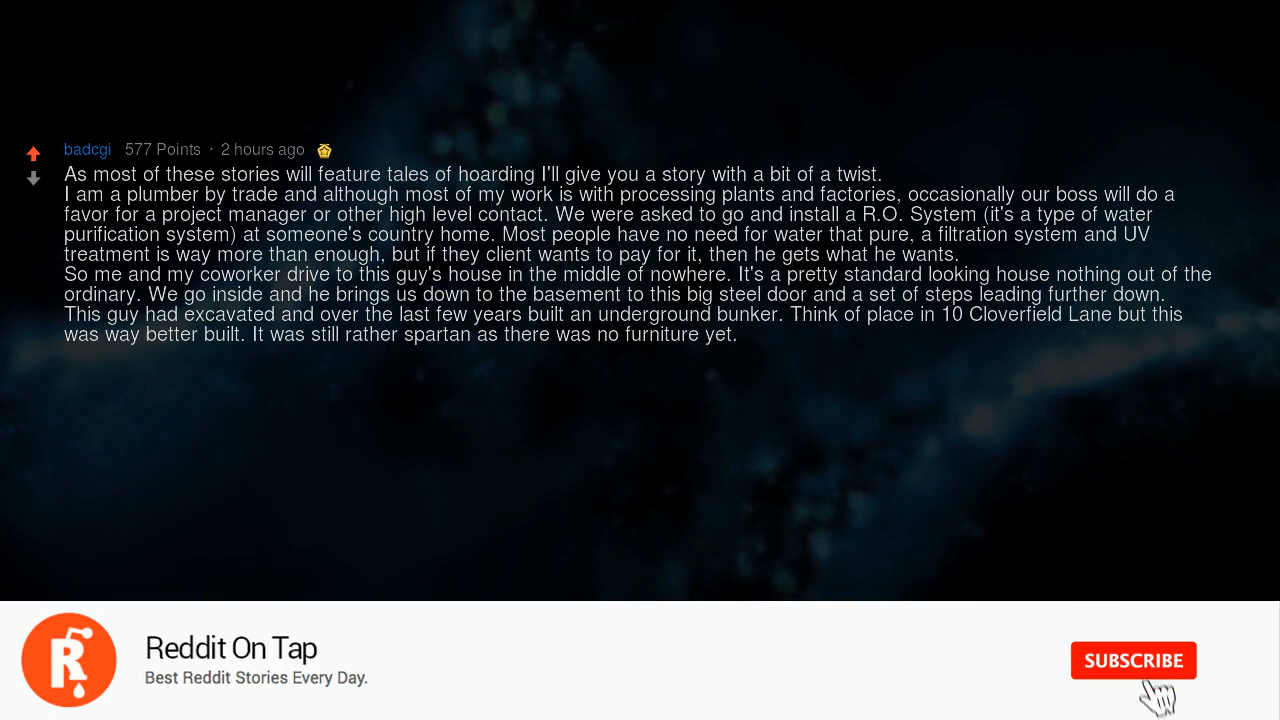 badcgi 577 Points · 2 hours ago
As most of these stories will feature tales of hoarding I'll give you a story with a bit of a twist.
I am a plumber by trade and although most of my work is with processing plants and factories, occasionally our boss will do a
favor for a project manager or other high level contact. We were asked to go and install a R.O. System (it's a type of water
purification system) at someone's country home. Most people have no need for water that pure, a filtration system and UV
treatment is way more than enough, but if they client wants to pay for it, then he gets what he wants.
So me and my coworker drive to this guy's house in the middle of nowhere. It's a pretty standard looking house nothing out of the
ordinary. We go inside and he brings us down to the basement to this big steel door and a set of steps leading further down.
This guy had excavated and over the last few years built an underground bunker. Think of place in 10 Cloverfield Lane but this
was way better built. It was still rather spartan as there was no furniture yet.
Reddit On Tap
Best Reddit Stories Every Day.
SUBSCRIBE